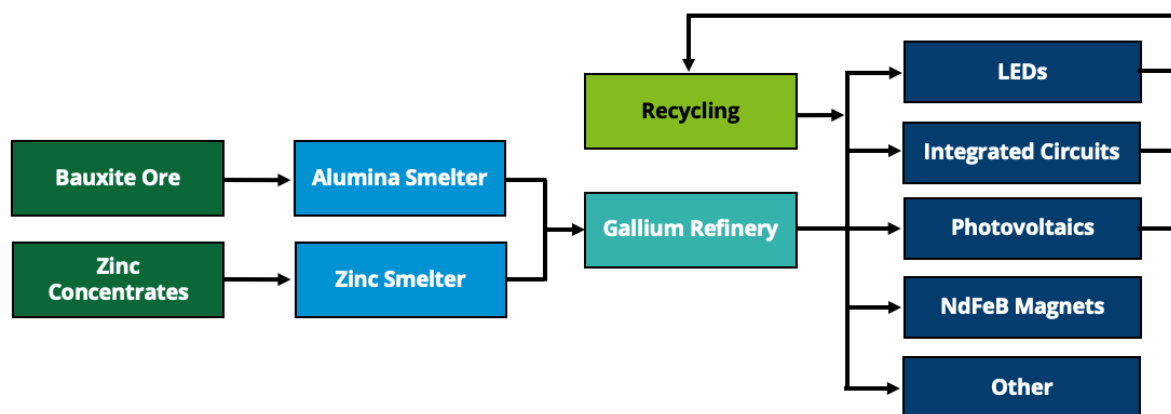 LEDs
Recycling
Integrated Circuits
Bauxite Ore
Alumina Smelter
Gallium Refinery
Photovoltaics
Zinc
Concentrates
Zinc Smelter
NdFeB Magnets
Other